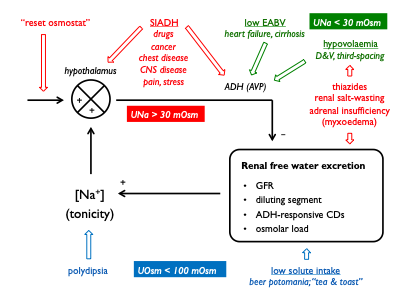 "reset osmostat"
SIADH
drugs
cancer
chest disease
CNS disease
pain, stress
low EABV
heart failure, cirrhosis
UNa < 30 mOsm
hypovolaemia
D&V, third-spacing
hypothalamus
+
+
ADH (AVP)
thiazides
renal salt-wasting
adrenal insufficiency
(myxoedema)
UNa > 30 mOsm
–
Renal free water excretion
• GFR
• diluting segment
• ADH-responsive CDs
• osmolar load
+
[Na+]
(tonicity)
polydipsia
UOsm < 100 mOsm
low solute intake
beer potomania; "tea & toast"